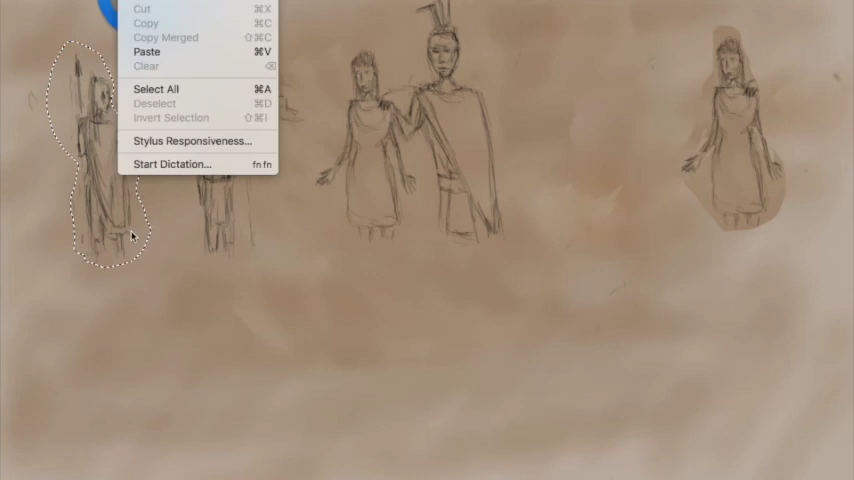 Cut ⌘X
Copy ⌘C
Copy Merged ⇧⌘C
Paste ⌘V
Clear ⌫
Select All ⌘A
Deselect ⌘D
Invert Selection ⇧⌘I
Stylus Responsiveness...
Start Dictation... fn fn